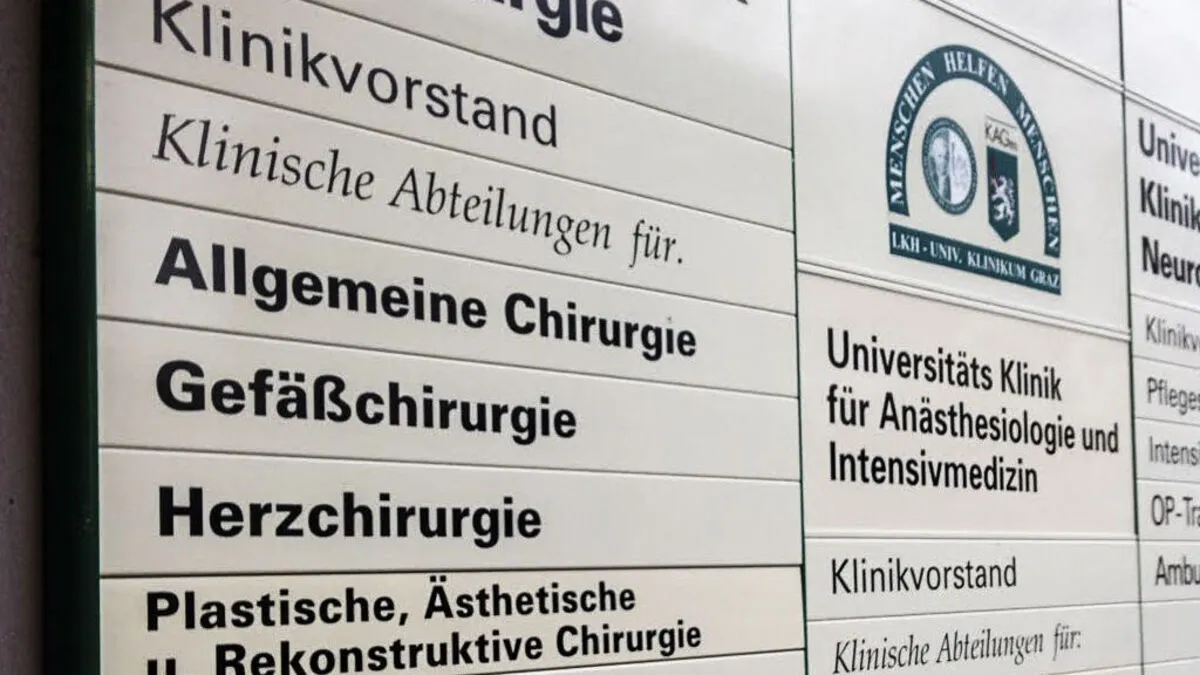 Klinikvorstand
Klinische Abteilungen für.
Allgemeine Chirurgie
Gefäßchirurgie
Herzchirurgie
Plastische, Ästhetische
u. Rekonstruktive Chirurgie
MENSCHEN HELFEN MENSCHEN
KAGes
LKH - UNIV. KLINIKUM GRAZ
Universitäts Klinik
für Anästhesiologie und
Intensivmedizin
Klinikvorstand
Klinische Abteilungen für: